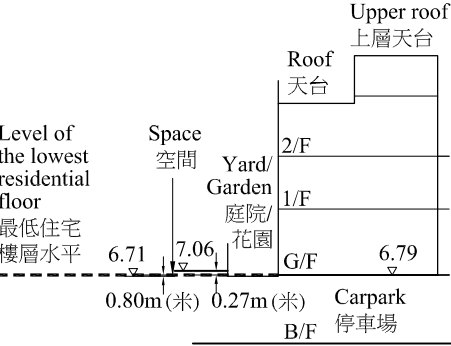 Upper roof
上層天台
Roof
天台
Level of
the lowest
residential
floor
最低住宅
樓層水平
Space
空間
Yard/
Garden
庭院/
花園
2/F
1/F
6.71
7.06
G/F
6.79
0.80m(米)
0.27m(米)
Carpark
停車場
B/F